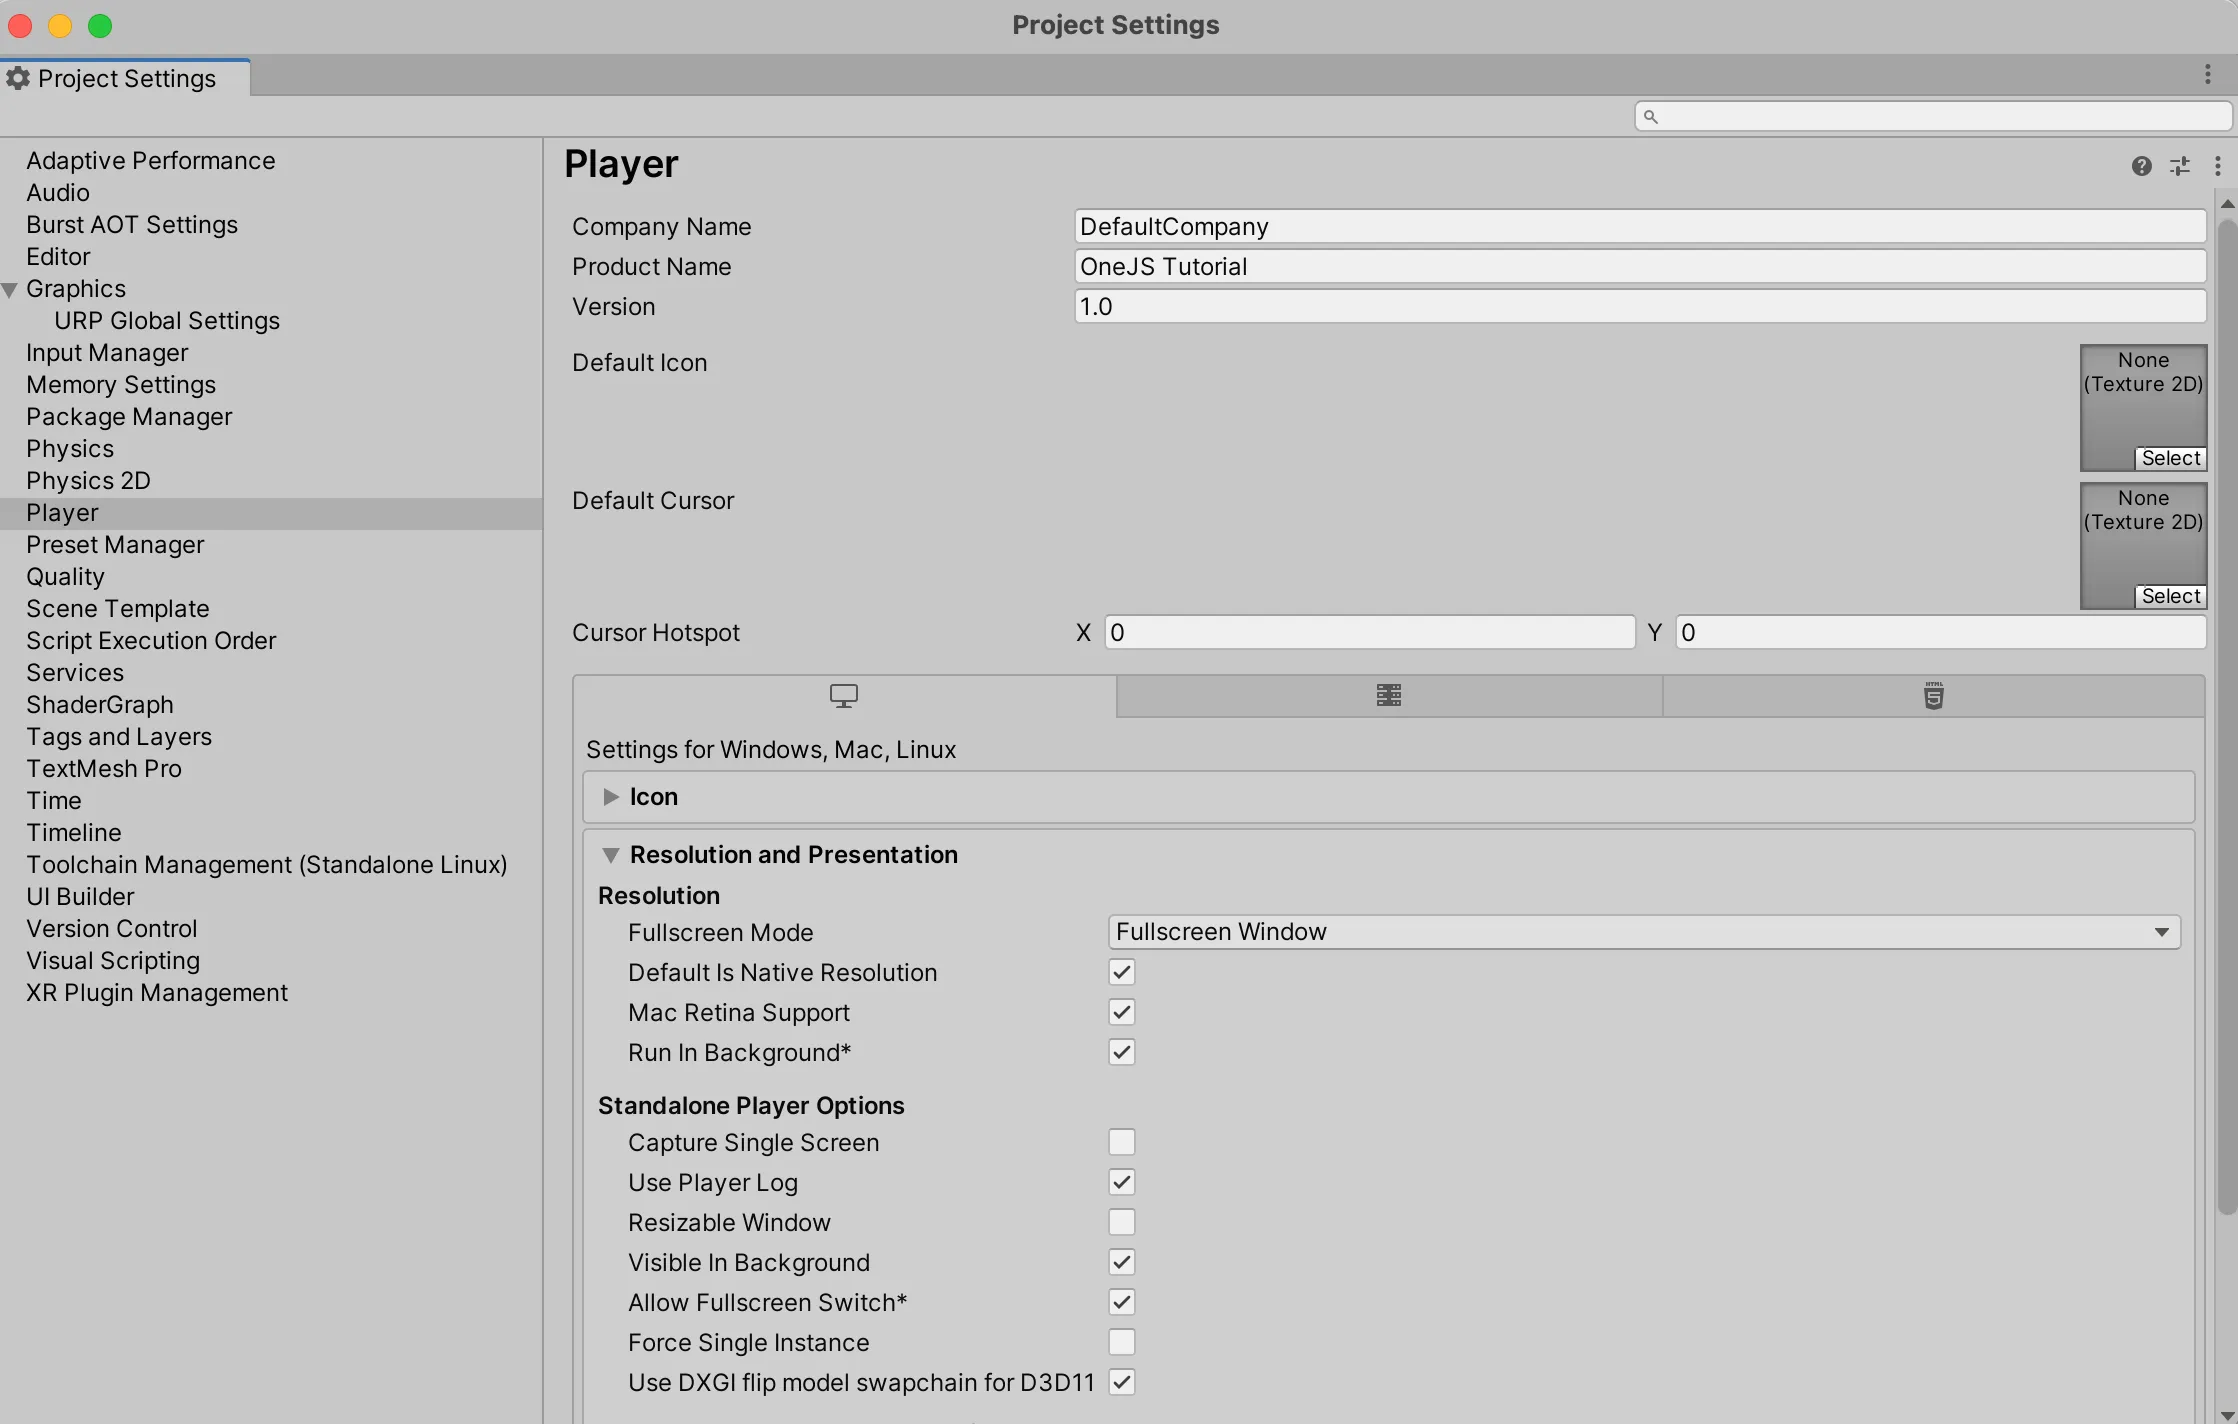 Project Settings
Project Settings
Adaptive Performance
Audio
Burst AOT Settings
Editor
Graphics
URP Global Settings
Input Manager
Memory Settings
Package Manager
Physics
Physics 2D
Player
Preset Manager
Quality
Scene Template
Script Execution Order
Services
ShaderGraph
Tags and Layers
TextMesh Pro
Time
Timeline
Toolchain Management (Standalone Linux)
UI Builder
Version Control
Visual Scripting
XR Plugin Management
Player
Company Name DefaultCompany
Product Name OneJS Tutorial
Version 1.0
Default Icon
None
(Texture 2D)
Select
Default Cursor
None
(Texture 2D)
Select
Cursor Hotspot X 0 Y 0
HTML
5
Settings for Windows, Mac, Linux
Icon
Resolution and Presentation
Resolution
Fullscreen Mode Fullscreen Window
Default Is Native Resolution
Mac Retina Support
Run In Background*
Standalone Player Options
Capture Single Screen
Use Player Log
Resizable Window
Visible In Background
Allow Fullscreen Switch*
Force Single Instance
Use DXGI flip model swapchain for D3D11